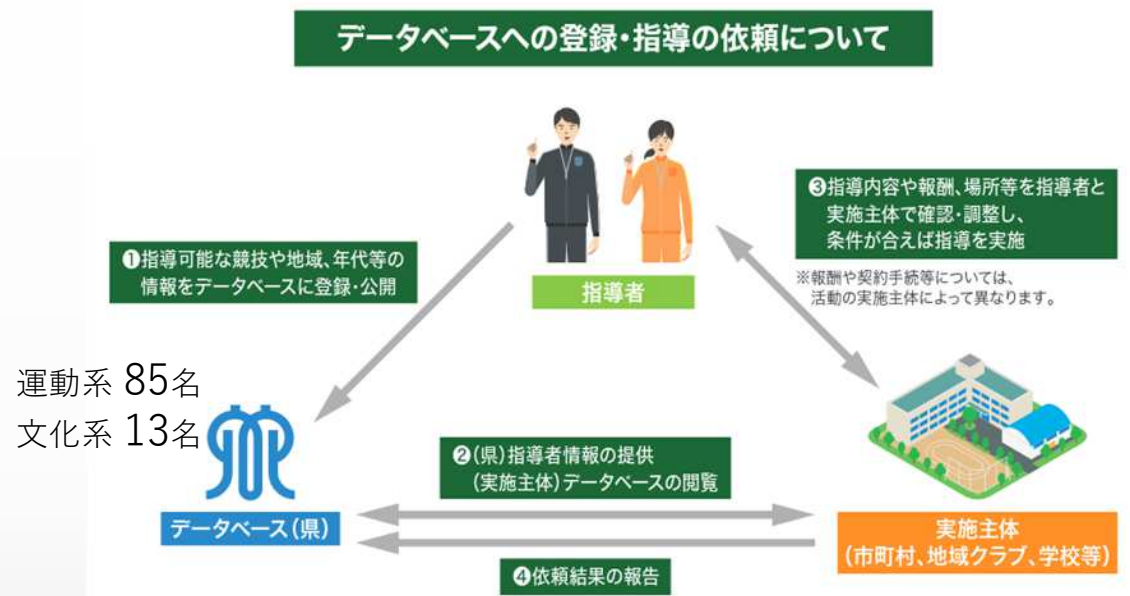 データベースへの登録・指導の依頼について
❸指導内容や報酬、場所等を指導者と
実施主体で確認・調整し、
条件が合えば指導を実施
❶指導可能な競技や地域、年代等の
情報をデータベースに登録・公開
指導者
※報酬や契約手続等については、
活動の実施主体によって異なります。
運動系 85名
文化系 13名
❷(県)指導者情報の提供
(実施主体)データベースの閲覧
データベース(県)
実施主体
(市町村、地域クラブ、学校等)
❹依頼結果の報告